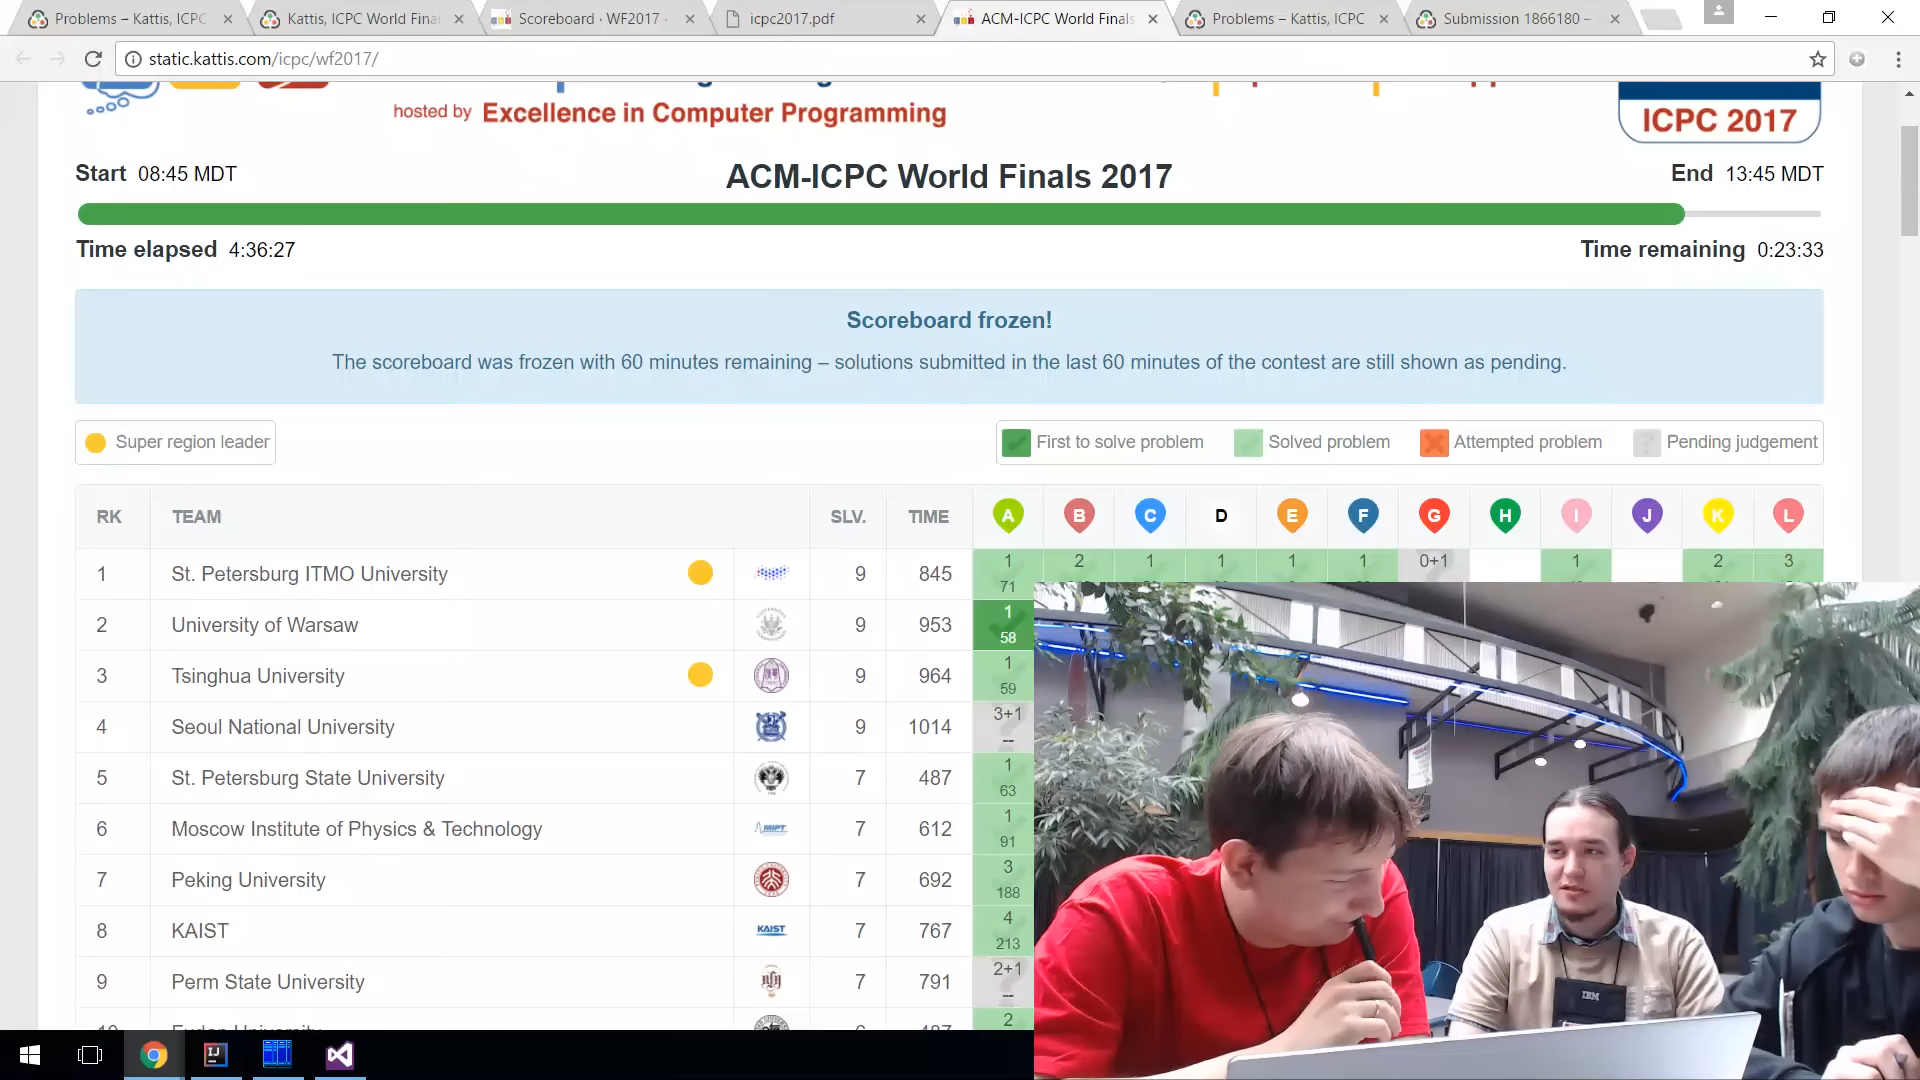 Problems – Kattis, ICPC
Kattis, ICPC World Fina
Scoreboard · WF2017
icpc2017.pdf
ACM-ICPC World Finals
Problems – Kattis, ICPC
Submission 1866180 –
static.kattis.com/icpc/wf2017/
hosted by Excellence in Computer Programming
ICPC 2017
Start 08:45 MDT
ACM-ICPC World Finals 2017
End 13:45 MDT
Time elapsed 4:36:27
Time remaining 0:23:33
Scoreboard frozen!
The scoreboard was frozen with 60 minutes remaining – solutions submitted in the last 60 minutes of the contest are still shown as pending.
Super region leader
First to solve problem
Solved problem
Attempted problem
Pending judgement
RK TEAM SLV. TIME A B C D E F G H I J K L
1 St. Petersburg ITMO University 9 845 1 2 1 1 1 1 0+1 1 2 3
71
2 University of Warsaw 9 953 1
58
3 Tsinghua University 9 964 1
59
4 Seoul National University 9 1014 3+1
--
5 St. Petersburg State University 7 487 1
63
6 Moscow Institute of Physics & Technology MIPT 7 612 1
91
7 Peking University 7 692 3
188
8 KAIST KAIST 7 767 4
213
9 Perm State University 7 791 2+1
--
2
IBM
IJ